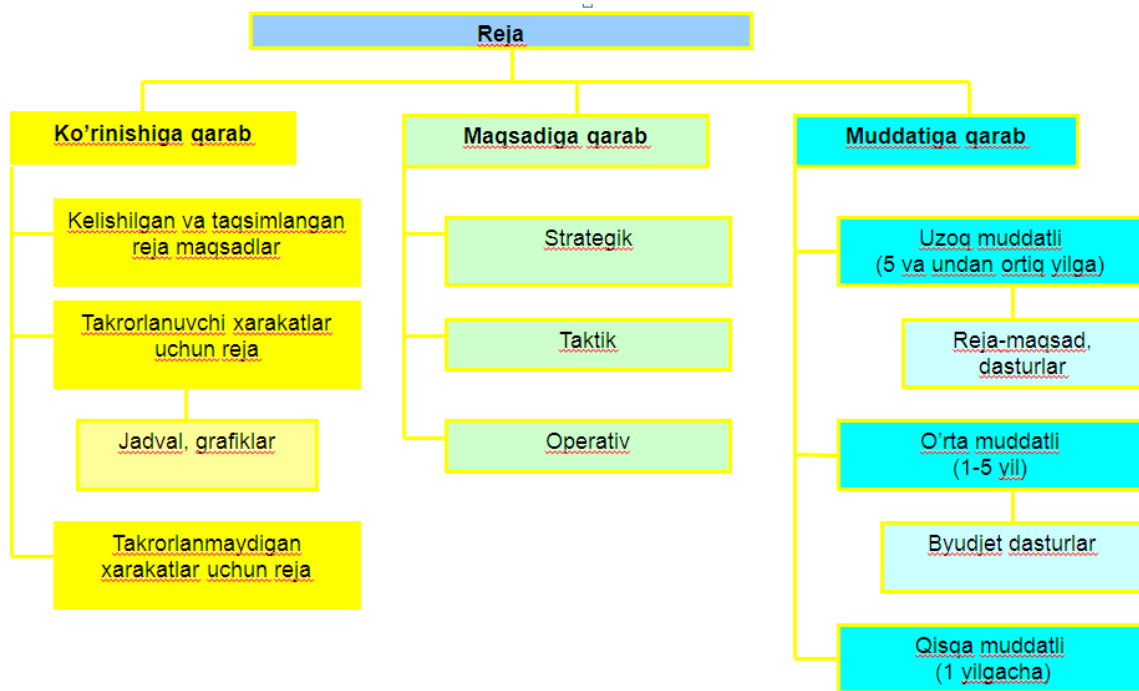 Reja
Ko’rinishiga qarab
Kelishilgan va taqsimlangan
reja maqsadlar
Takrorlanuvchi xarakatlar
uchun reja
Jadval, grafiklar
Takrorlanmaydigan
xarakatlar uchun reja
Maqsadiga qarab
Strategik
Taktik
Operativ
Muddatiga qarab
Uzoq muddatli
(5 va undan ortiq yilga)
Reja-maqsad,
dasturlar
O’rta muddatli
(1-5 yil)
Byudjet dasturlar
Qisqa muddatli
(1 yilgacha)